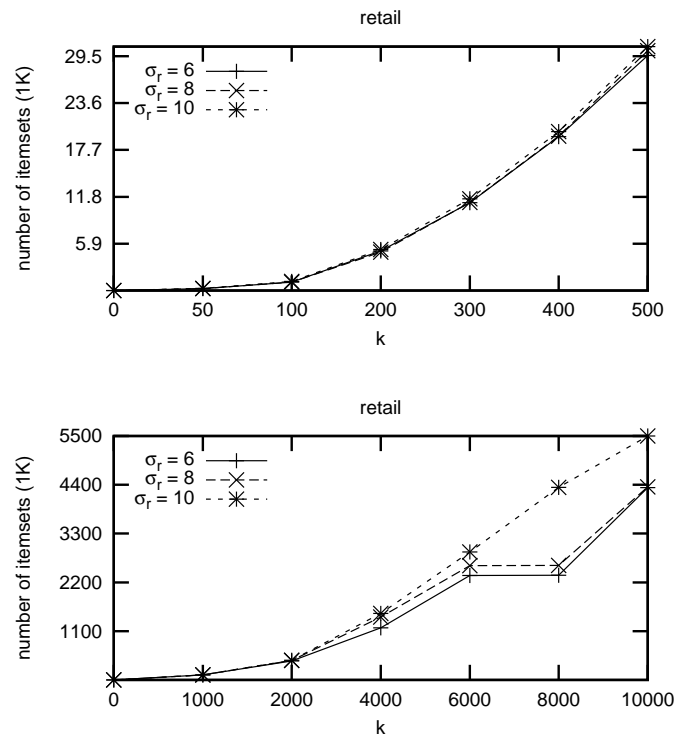 retail
number of itemsets (1K)
29.5
23.6
17.7
11.8
5.9
σr = 6
σr = 8
σr = 10
0 50 100 200 300 400 500
k
retail
number of itemsets (1K)
5500
4400
3300
2200
1100
σr = 6
σr = 8
σr = 10
0 1000 2000 4000 6000 8000 10000
k